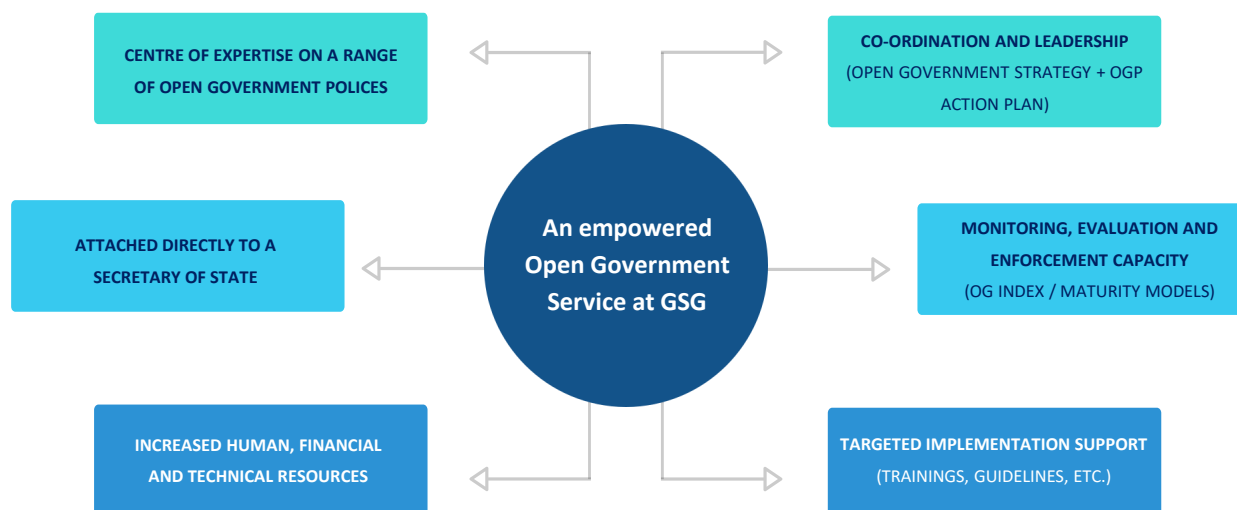 CENTRE OF EXPERTISE ON A RANGE
OF OPEN GOVERNMENT POLICES
CO-ORDINATION AND LEADERSHIP
(OPEN GOVERNMENT STRATEGY + OGP
ACTION PLAN)
ATTACHED DIRECTLY TO A
SECRETARY OF STATE
An empowered
Open Government
Service at GSG
MONITORING, EVALUATION AND
ENFORCEMENT CAPACITY
(OG INDEX / MATURITY MODELS)
INCREASED HUMAN, FINANCIAL
AND TECHNICAL RESOURCES
TARGETED IMPLEMENTATION SUPPORT
(TRAININGS, GUIDELINES, ETC.)